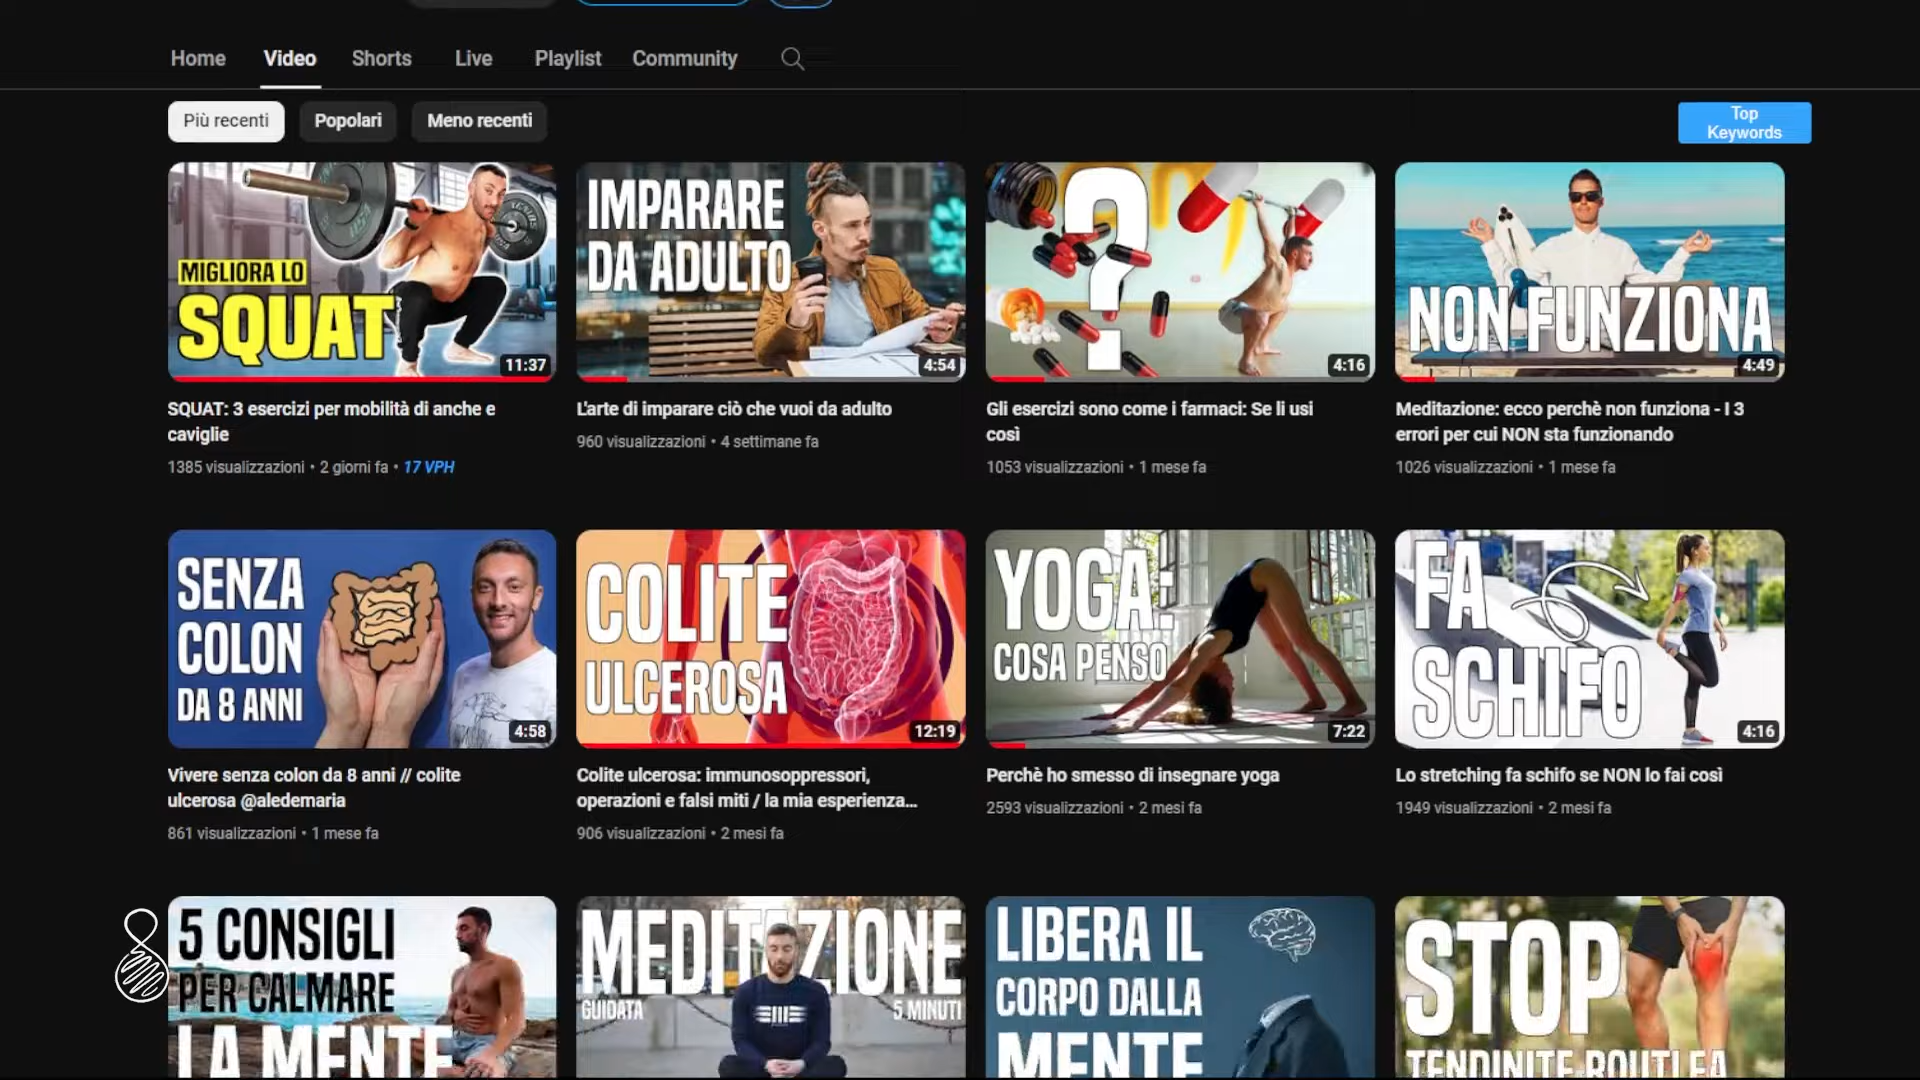 Home Video Shorts Live Playlist Community
Più recenti Popolari Meno recenti
Top
Keywords
MIGLIORA LO
SQUAT
11:37
IMPARARE
DA ADULTO
4:54
?
4:16
NON FUNZIONA
4:49
SQUAT: 3 esercizi per mobilità di anche e
caviglie
1385 visualizzazioni • 2 giorni fa • 17 VPH
L'arte di imparare ciò che vuoi da adulto
960 visualizzazioni • 4 settimane fa
Gli esercizi sono come i farmaci: Se li usi
così
1053 visualizzazioni • 1 mese fa
Meditazione: ecco perchè non funziona - I 3
errori per cui NON sta funzionando
1026 visualizzazioni • 1 mese fa
SENZA
COLON
DA 8 ANNI
4:58
COLITE
ULCEROSA
12:19
YOGA:
COSA PENSO
7:22
FA
SCHIFO
4:16
Vivere senza colon da 8 anni // colite
ulcerosa @aledemaria
861 visualizzazioni • 1 mese fa
Colite ulcerosa: immunosoppressori,
operazioni e falsi miti / la mia esperienza...
906 visualizzazioni • 2 mesi fa
Perchè ho smesso di insegnare yoga
2593 visualizzazioni • 2 mesi fa
Lo stretching fa schifo se NON lo fai così
1949 visualizzazioni • 2 mesi fa
5 CONSIGLI
PER CALMARE
LA MENTE
MEDITAZIONE
GUIDATA 5 MINUTI
LIBERA IL
CORPO DALLA
MENTE
STOP
TENDINITE ROTULEA